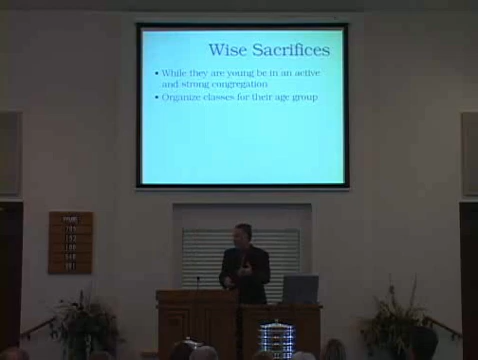 Wise Sacrifices
• While they are young be in an active
and strong congregation
• Organize classes for their age group